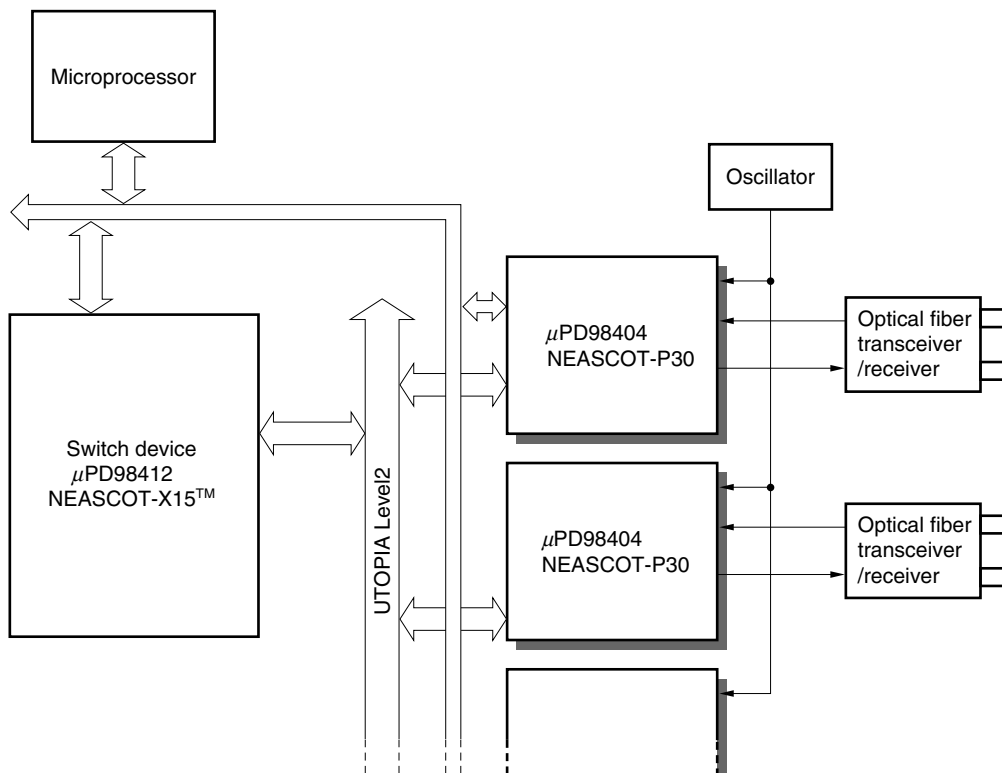 Microprocessor
Oscillator
μPD98404
NEASCOT-P30
Optical fiber
transceiver
/receiver
Switch device
μPD98412
NEASCOT-X15™
UTOPIA Level2
μPD98404
NEASCOT-P30
Optical fiber
transceiver
/receiver